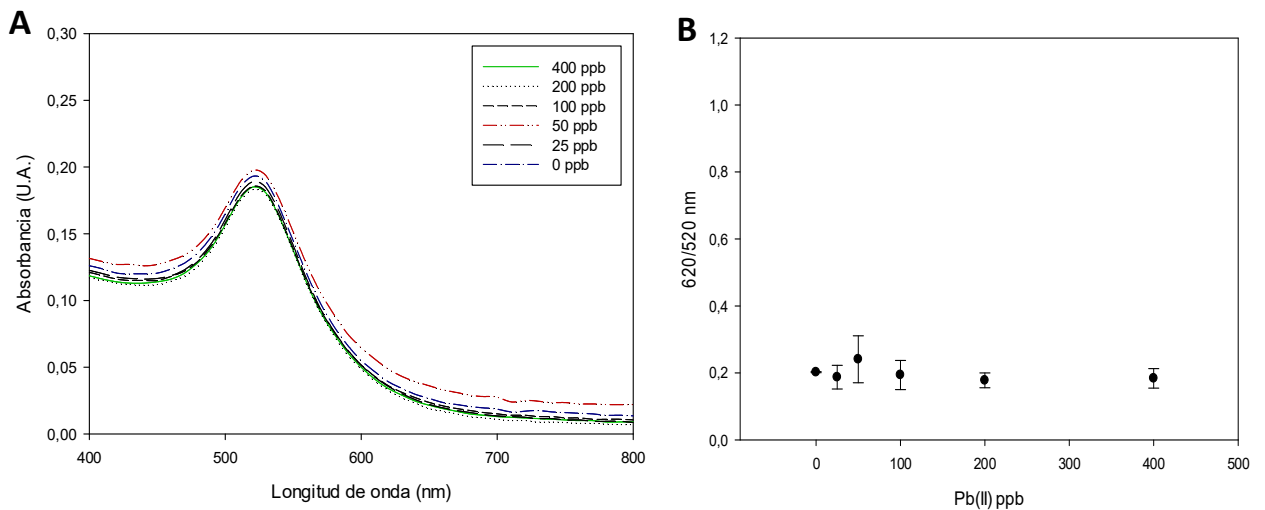 A
0,30
0,25
0,20
0,15
0,10
0,05
0,00
Absorbancia (U.A.)
400 500 600 700 800
Longitud de onda (nm)
400 ppb
200 ppb
100 ppb
50 ppb
25 ppb
0 ppb
B
1,2
1,0
0,8
0,6
0,4
0,2
0,0
620/520 nm
0 100 200 300 400 500
Pb(II) ppb